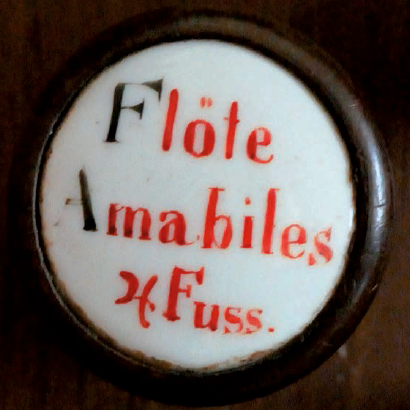 Flöte
Amabiles
4 Fuss.